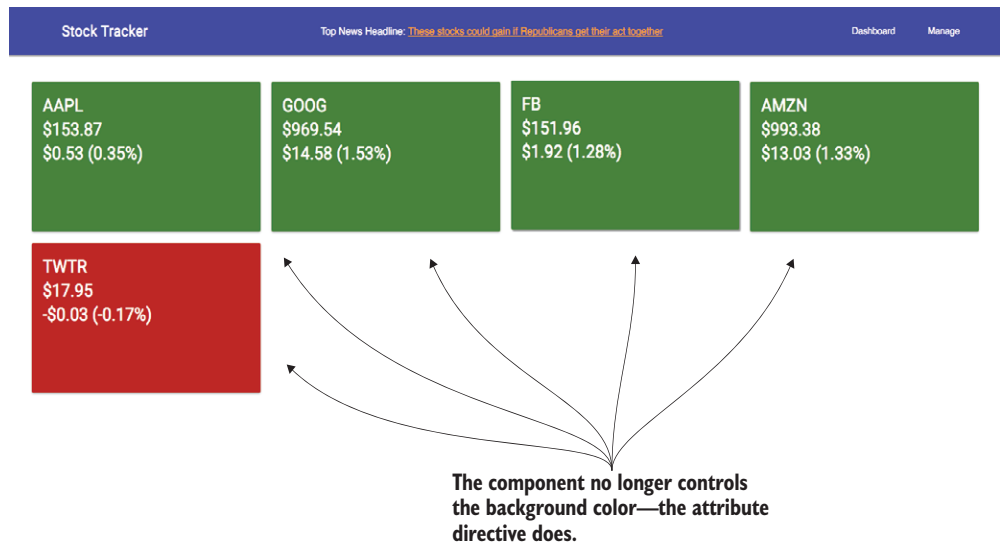 Stock Tracker
Top News Headline: These stocks could gain if Republicans get their act together
Dashboard
Manage
AAPL
$153.87
$0.53 (0.35%)
GOOG
$969.54
$14.58 (1.53%)
FB
$151.96
$1.92 (1.28%)
AMZN
$993.38
$13.03 (1.33%)
TWTR
$17.95
-$0.03 (-0.17%)
The component no longer controls
the background color—the attribute
directive does.